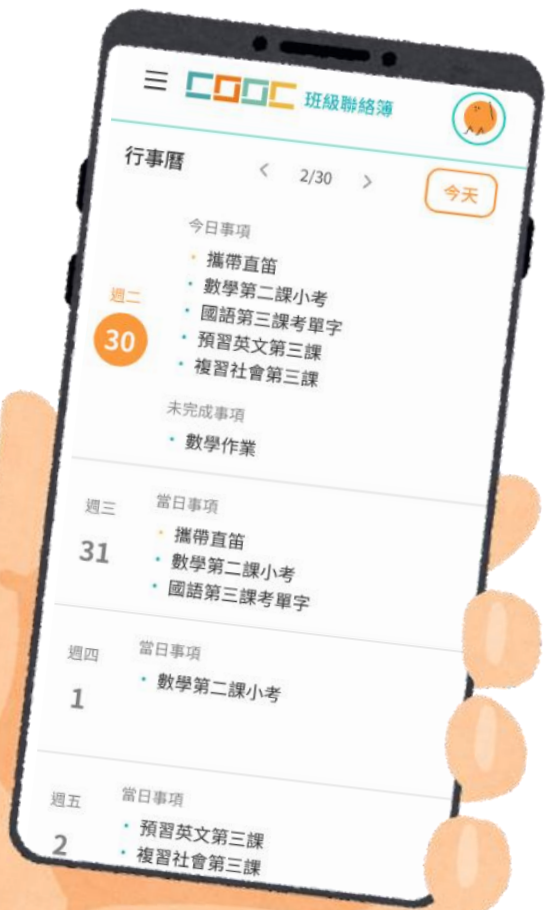 COOC 班級聯絡簿
行事曆 < 2/30 > 今天
週二
30
今日事項
攜帶直笛
數學第二課小考
國語第三課考單字
預習英文第三課
複習社會第三課
未完成事項
數學作業
週三
31
當日事項
攜帶直笛
數學第二課小考
國語第三課考單字
週四
1
當日事項
數學第二課小考
週五
2
當日事項
預習英文第三課
複習社會第三課